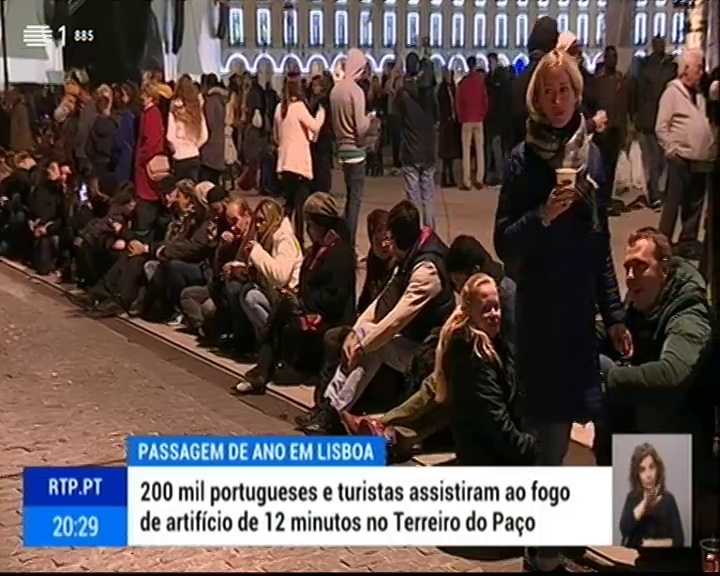 1 885
PASSAGEM DE ANO EM LISBOA
RTP.PT
200 mil portugueses e turistas assistiram ao fogo
20:29
de artifício de 12 minutos no Terreiro do Paço